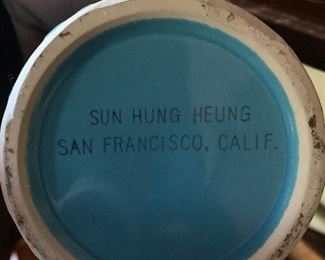 SUN HUNG HEUNG
SAN FRANCISCO, CALIF.